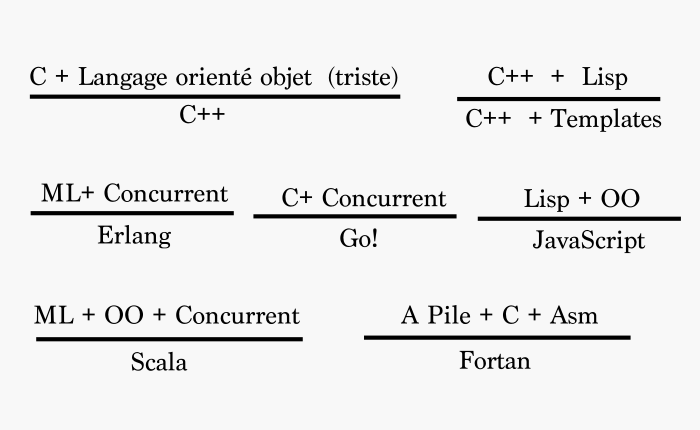 C + Langage orienté objet (triste)
C++
C++ + Lisp
C++ + Templates
ML+ Concurrent
Erlang
C+ Concurrent
Go!
Lisp + OO
JavaScript
ML + OO + Concurrent
Scala
A Pile + C + Asm
Fortan